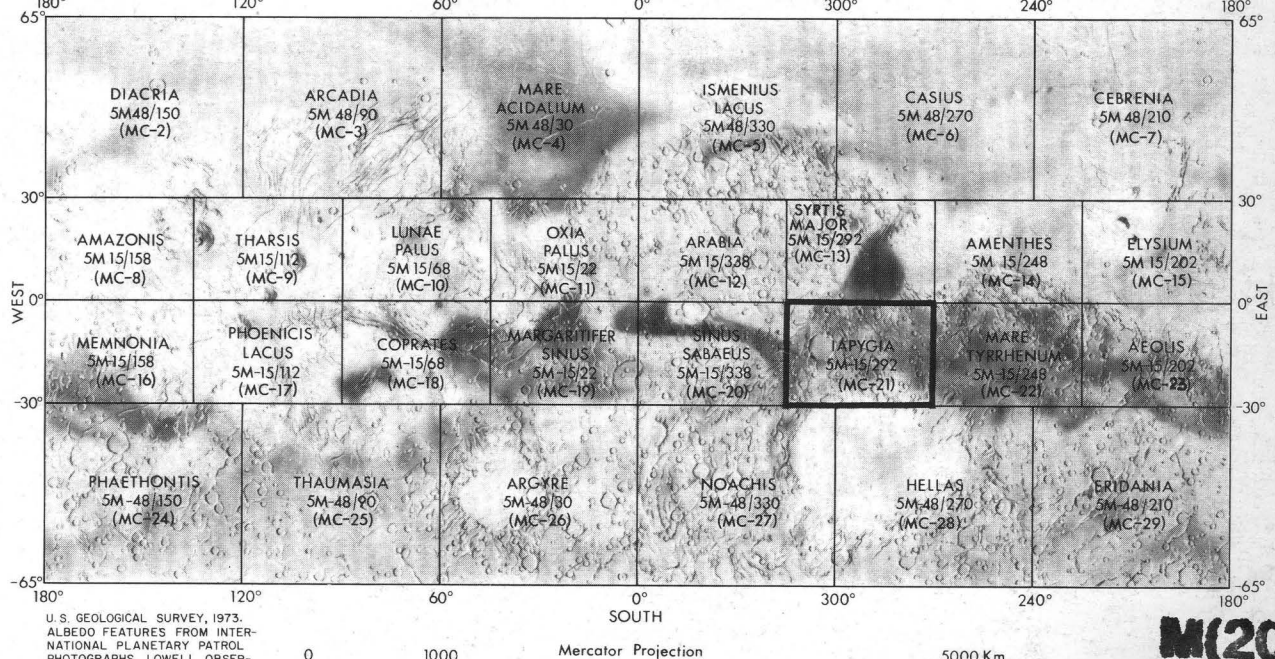 180° 120° 60° 0° 300° 240° 180°
65° 65°
DIACRIA
5M48/150
(MC-2)
ARCADIA
5M 48/90
(MC-3)
MARE
ACIDALIUM
5M 48/30
(MC-4)
ISMENIUS
LACUS
5M 48/330
(MC-5)
CASIUS
5M 48/270
(MC-6)
CEBRENIA
5M 48/210
(MC-7)
30° 30°
AMAZONIS
5M 15/158
(MC-8)
THARSIS
5M15/112
(MC-9)
LUNAE
PALUS
5M 15/68
(MC-10)
OXIA
PALUS
5M15/22
(MC-11)
ARABIA
5M 15/338
(MC-12)
SYRTIS
MAJOR
5M 15/292
(MC-13)
AMENTHES
5M 15/248
(MC-14)
ELYSIUM
5M 15/202
(MC-15)
WEST
0° 0°
EAST
MEMNONIA
5M-15/158
(MC-16)
PHOENICIS
LACUS
5M-15/112
(MC-17)
COPRATES
5M-15/68
(MC-18)
MARGARITIFER
SINUS
5M-15/22
(MC-19)
SINUS
SABAEUS
5M-15/338
(MC-20)
IAPYGIA
5M-15/292
(MC-21)
MARE
TYRRHENUM
5M-15/248
(MC-22)
AEOLIS
5M-15/202
(MC-23)
-30° -30°
PHAETHONTIS
5M-48/150
(MC-24)
THAUMASIA
5M-48/90
(MC-25)
ARGYRE
5M-48/30
(MC-26)
NOACHIS
5M-48/330
(MC-27)
HELLAS
5M-48/270
(MC-28)
ERIDANIA
5M-48/210
(MC-29)
-65° -65°
180° 120° 60° 0° 300° 240° 180°
SOUTH
U.S. GEOLOGICAL SURVEY, 1973.
ALBEDO FEATURES FROM INTER-
NATIONAL PLANETARY PATROL
PHOTOGRAPHS, LOWELL OBSER-
0 1000 Mercator Projection 5000 Km
M(20